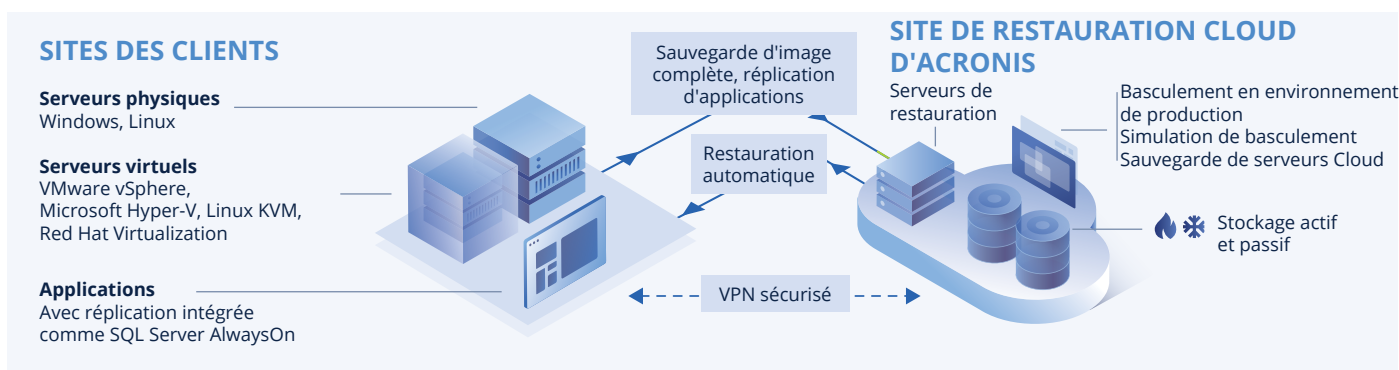 SITES DES CLIENTS
Serveurs physiques
Windows, Linux
Serveurs virtuels
VMware vSphere,
Microsoft Hyper-V, Linux KVM,
Red Hat Virtualization
Applications
Avec réplication intégrée
comme SQL Server AlwaysOn
Sauvegarde d'image
complète, réplication
d'applications
Restauration
automatique
VPN sécurisé
SITE DE RESTAURATION CLOUD
D'ACRONIS
Serveurs de
restauration
Basculement en environnement
de production
Simulation de basculement
Sauvegarde de serveurs Cloud
Stockage actif
et passif